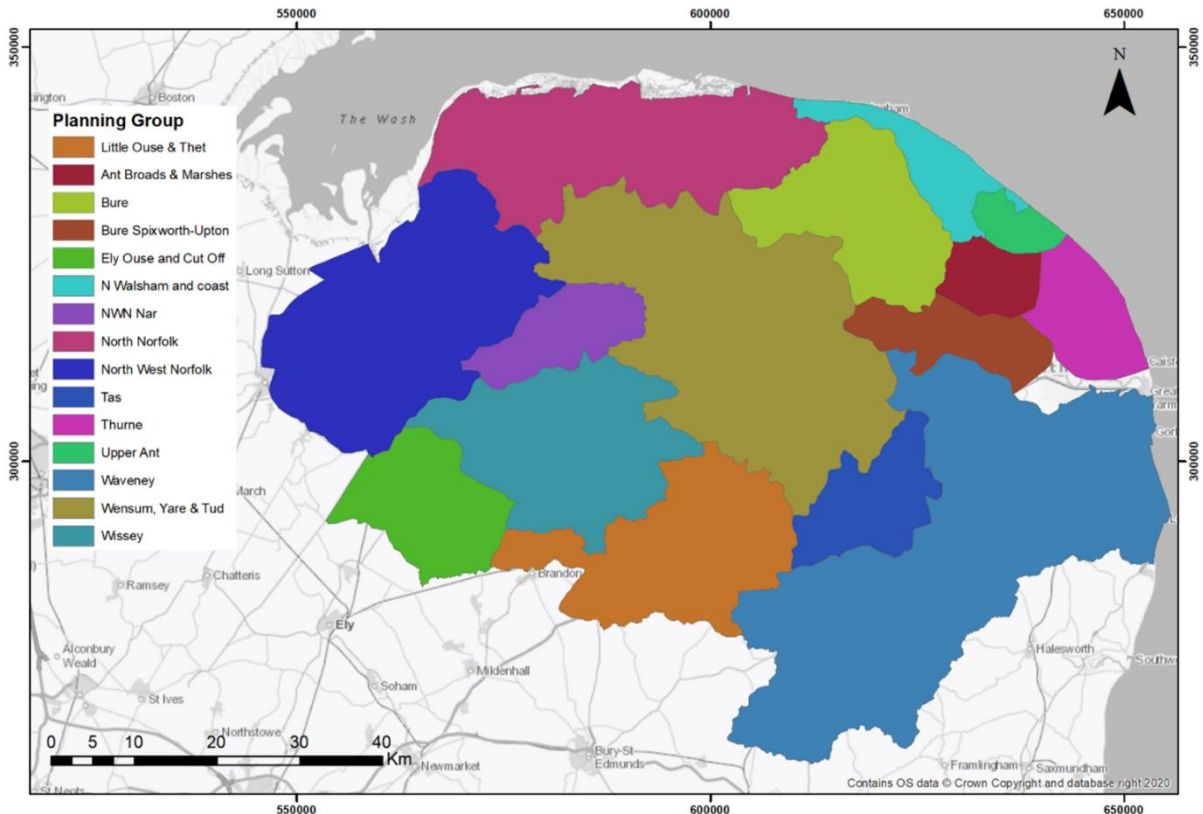 550000 600000 650000
350000 350000
N
Boston
The Wash
Planning Group
Little Ouse & Thet
Ant Broads & Marshes
Bure
Bure Spixworth-Upton
Ely Ouse and Cut Off
N Walsham and coast
NWN Nar
North Norfolk
North West Norfolk
Tas
Thurne
Upper Ant
Waveney
Wensum, Yare & Tud
Wissey
Long Sutton
300000 300000
March
Ramsey
Chatteris
Brandon
Ely
Alconbury
Weald
Halesworth
Mildenhall
Soham
St Ives
Northstowe
0 5 10 20 30 40
Km
Newmarket
Bury-St
Edmunds
Framlingham
Saxmundham
St Neots
Contains OS data © Crown Copyright and database right 2020
550000 600000 650000